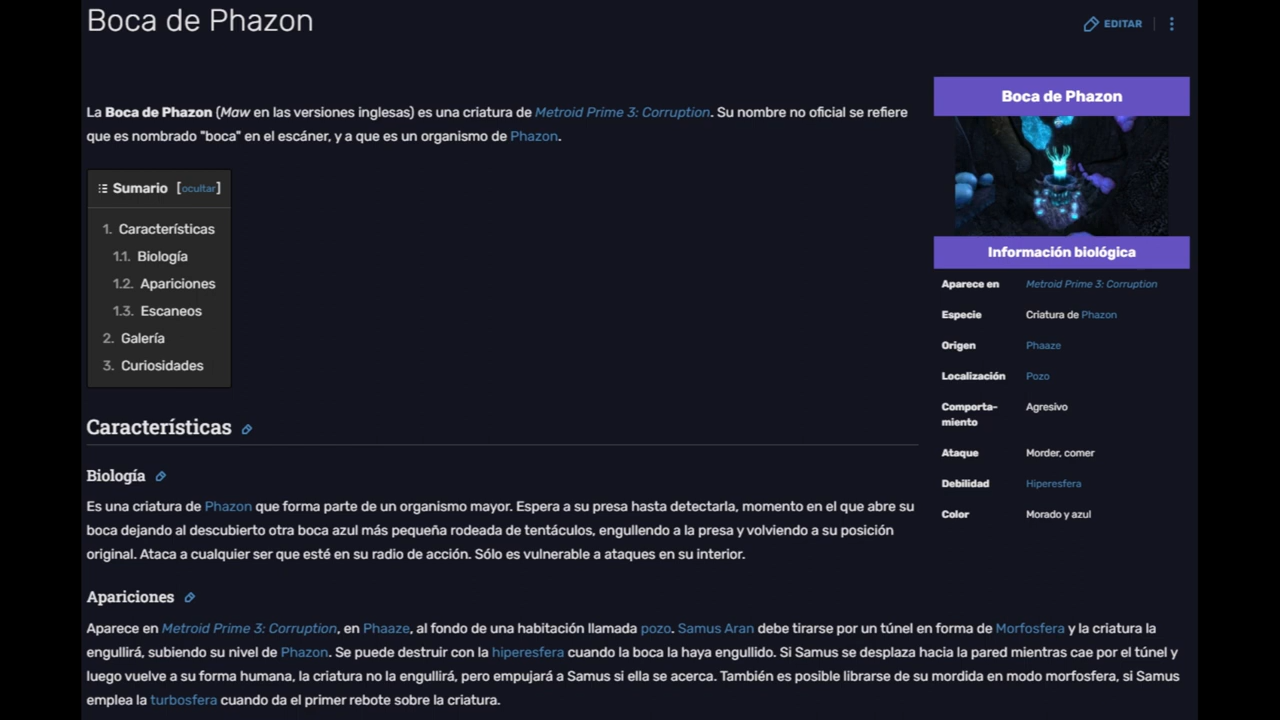 Boca de Phazon
EDITAR
La Boca de Phazon (Maw en las versiones inglesas) es una criatura de Metroid Prime 3: Corruption. Su nombre no oficial se refiere
que es nombrado "boca" en el escáner, y a que es un organismo de Phazon.
Sumario [ocultar]
1. Características
1.1. Biología
1.2. Apariciones
1.3. Escaneos
2. Galería
3. Curiosidades
Boca de Phazon
Información biológica
Aparece en Metroid Prime 3: Corruption
Especie Criatura de Phazon
Origen Phaaze
Localización Pozo
Comporta-
miento Agresivo
Ataque Morder, comer
Debilidad Hiperesfera
Color Morado y azul
Características
Biología
Es una criatura de Phazon que forma parte de un organismo mayor. Espera a su presa hasta detectarla, momento en el que abre su
boca dejando al descubierto otra boca azul más pequeña rodeada de tentáculos, engullendo a la presa y volviendo a su posición
original. Ataca a cualquier ser que esté en su radio de acción. Sólo es vulnerable a ataques en su interior.
Apariciones
Aparece en Metroid Prime 3: Corruption, en Phaaze, al fondo de una habitación llamada pozo. Samus Aran debe tirarse por un túnel en forma de Morfosfera y la criatura la
engullirá, subiendo su nivel de Phazon. Se puede destruir con la hiperesfera cuando la boca la haya engullido. Si Samus se desplaza hacia la pared mientras cae por el túnel y
luego vuelve a su forma humana, la criatura no la engullirá, pero empujará a Samus si ella se acerca. También es posible librarse de su mordida en modo morfosfera, si Samus
emplea la turbosfera cuando da el primer rebote sobre la criatura.